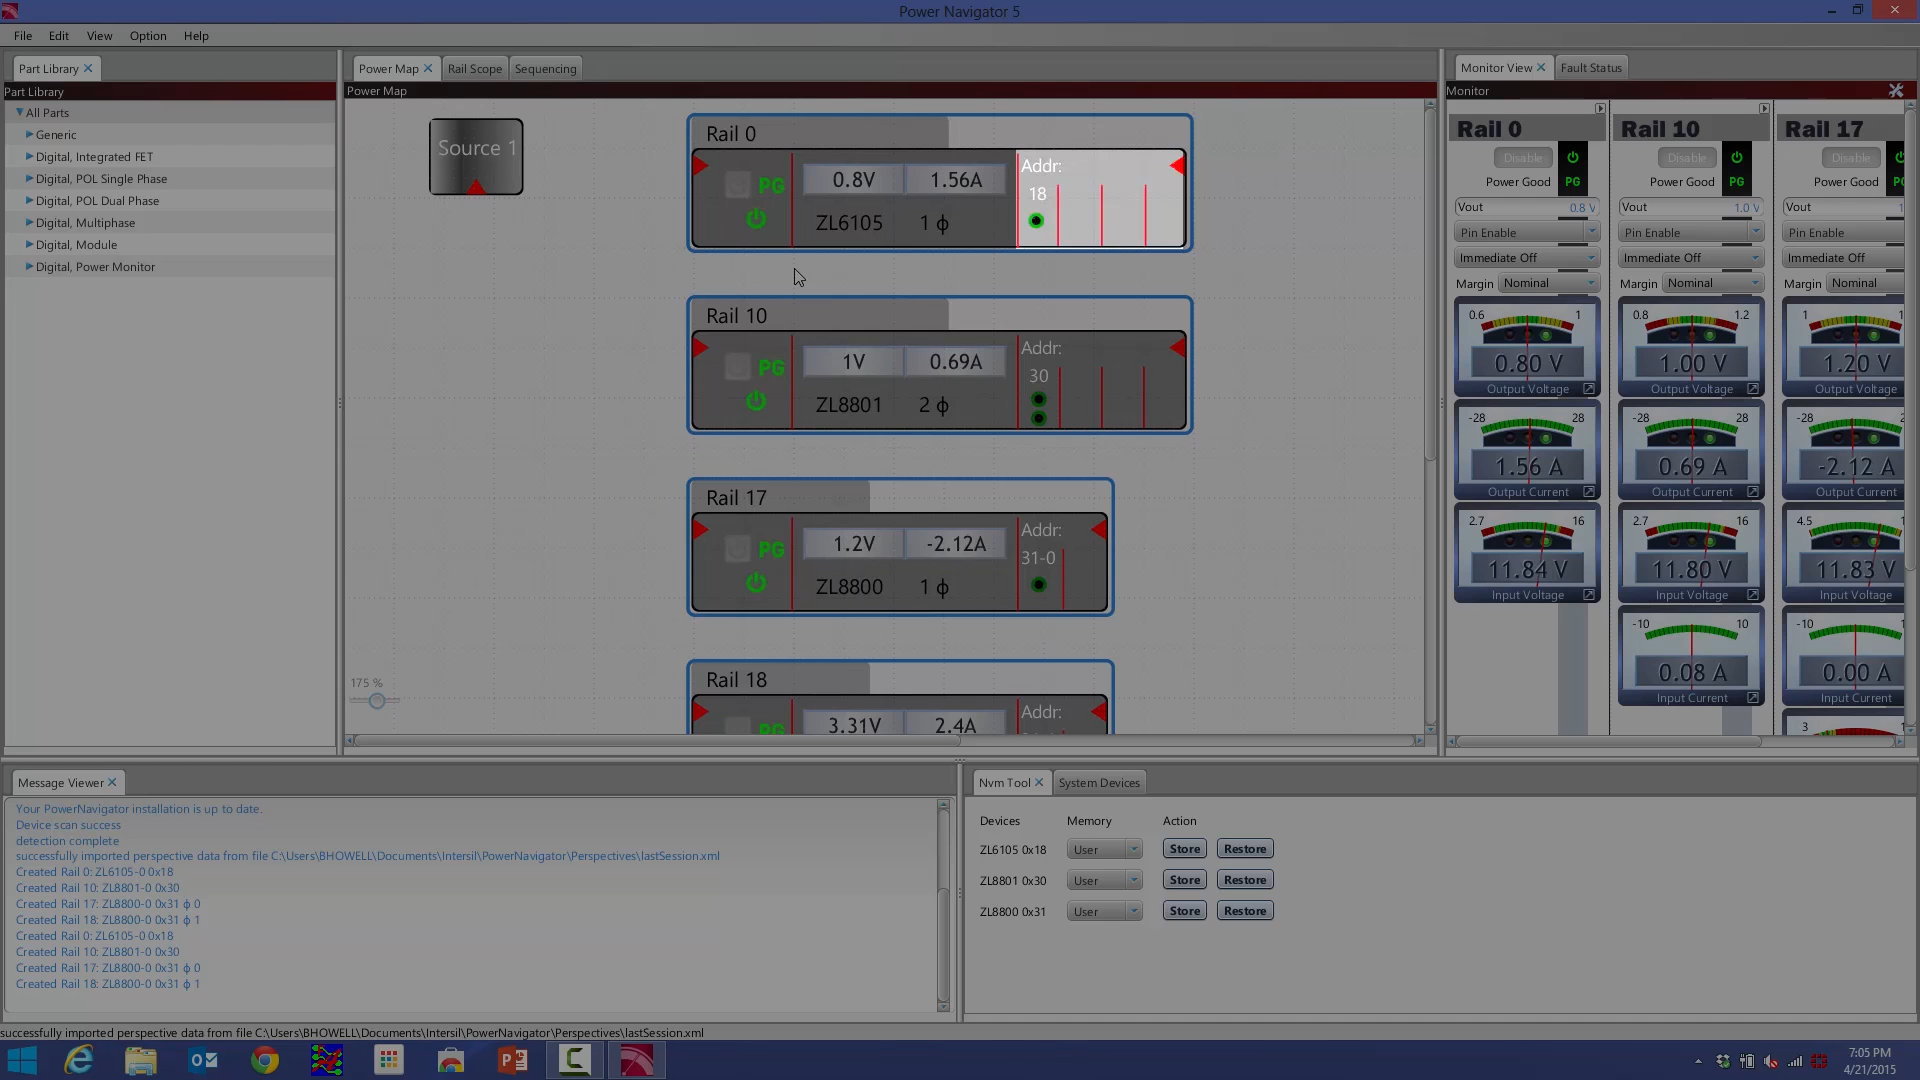 Power Navigator 5
File Edit View Option Help
Part Library
Part Library
All Parts
Generic
Digital, Integrated FET
Digital, POL Single Phase
Digital, POL Dual Phase
Digital, Multiphase
Digital, Module
Digital, Power Monitor
Power Map Rail Scope Sequencing
Power Map
Source 1
Rail 0
PG 0.8V 1.56A
ZL6105 1 ϕ
Addr:
18
Rail 10
PG 1V 0.69A
ZL8801 2 ϕ
Addr:
30
Rail 17
PG 1.2V -2.12A
ZL8800 1 ϕ
Addr:
31-0
Rail 18
PG 3.31V 2.4A
Addr:
175 %
Monitor View Fault Status
Monitor
Rail 0
Disable
Power Good PG
Vout 0.8 V
Pin Enable
Immediate Off
Margin Nominal
0.6 1
0.80 V
Output Voltage
-28 28
1.56 A
Output Current
2.7 16
11.84 V
Input Voltage
Rail 10
Disable
Power Good PG
Vout 1.0 V
Pin Enable
Immediate Off
Margin Nominal
0.8 1.2
1.00 V
Output Voltage
-28 28
0.69 A
Output Current
2.7 16
11.80 V
Input Voltage
-10 10
0.08 A
Input Current
Rail 17
Disable
Power Good
Vout 1
Pin Enable
Immediate Off
Margin Nominal
1 1
1.20 V
Output Voltage
-28 2
-2.12 A
Output Current
4.5 1
11.83 V
Input Voltage
-10
0.00 A
Input Current
3
Message Viewer
Your PowerNavigator installation is up to date.
Device scan success
detection complete
successfully imported perspective data from file C:\Users\BHOWELL\Documents\Intersil\PowerNavigator\Perspectives\lastSession.xml
Created Rail 0: ZL6105-0 0x18
Created Rail 10: ZL8801-0 0x30
Created Rail 17: ZL8800-0 0x31 ϕ 0
Created Rail 18: ZL8800-0 0x31 ϕ 1
Created Rail 0: ZL6105-0 0x18
Created Rail 10: ZL8801-0 0x30
Created Rail 17: ZL8800-0 0x31 ϕ 0
Created Rail 18: ZL8800-0 0x31 ϕ 1
Nvm Tool System Devices
Devices Memory Action
ZL6105 0x18 User Store Restore
ZL8801 0x30 User Store Restore
ZL8800 0x31 User Store Restore
successfully imported perspective data from file C:\Users\BHOWELL\Documents\Intersil\PowerNavigator\Perspectives\lastSession.xml
7:05 PM
4/21/2015